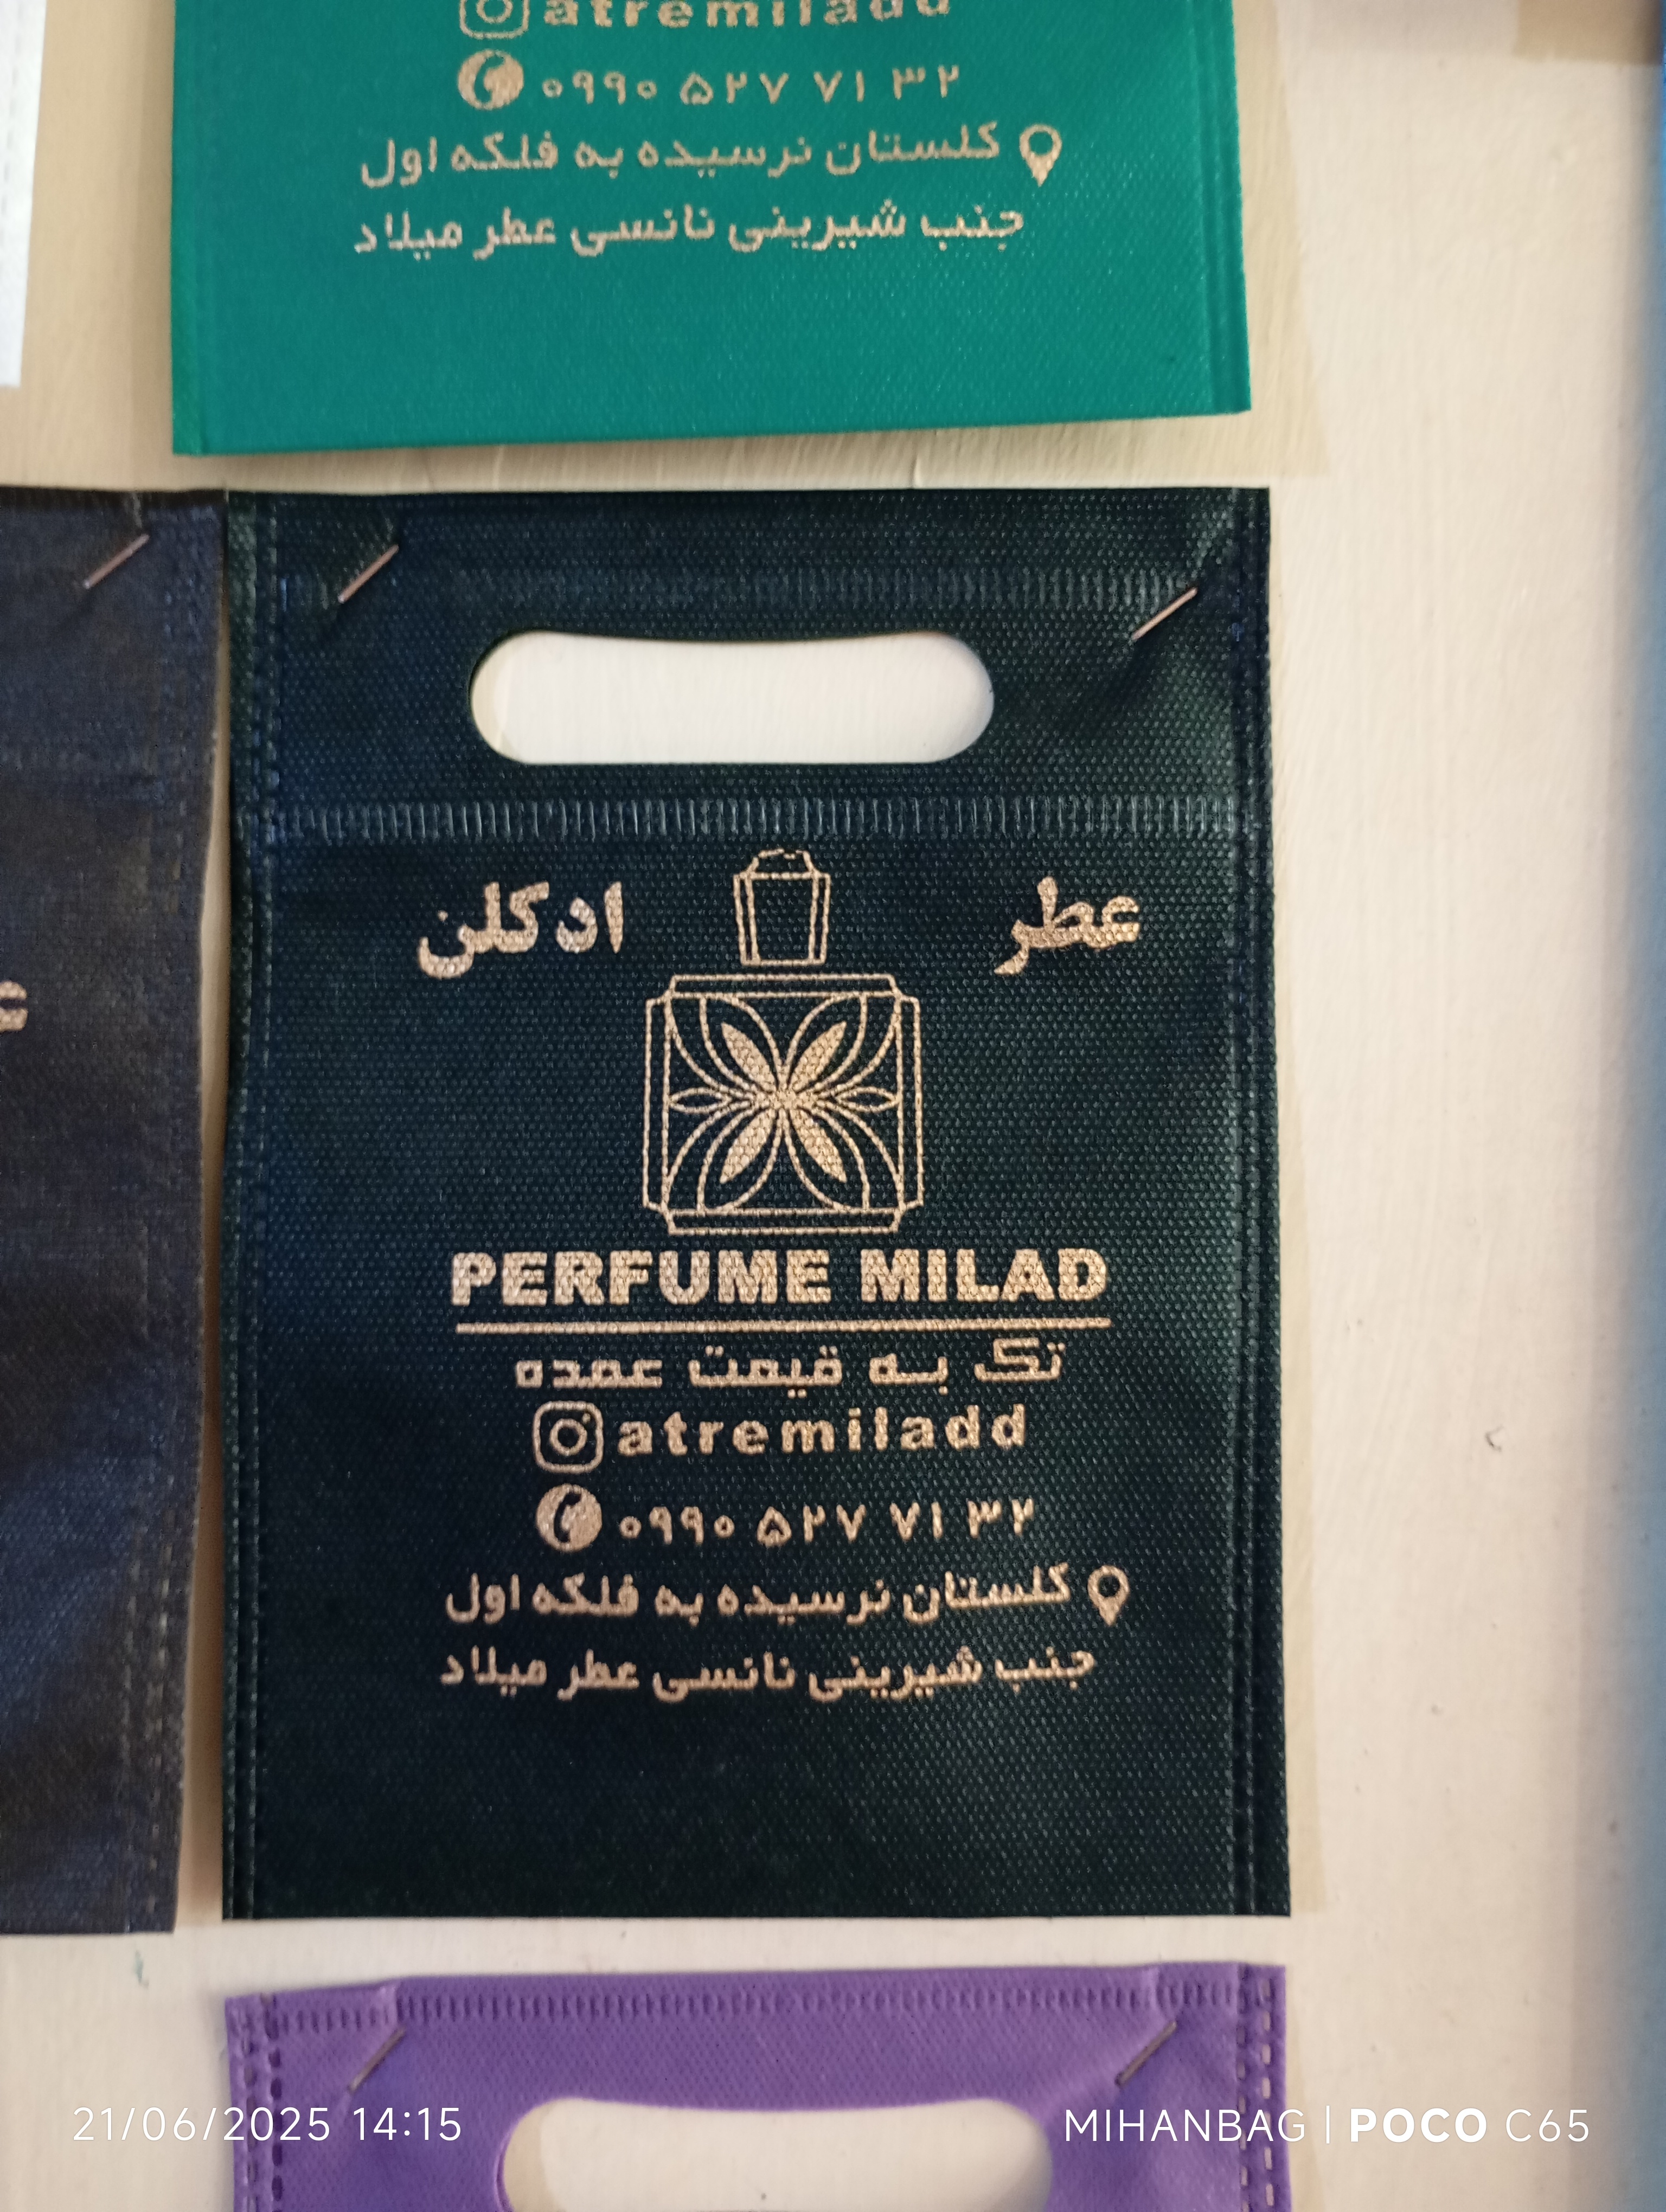 atremiladd
۰۹۹۰ ۵۲۷ ۷۱ ۳۲
گلستان نرسیده به فلکه اول
جنب شیرینی نانسی عطر میلاد
عطر
ادکلن
PERFUME MILAD
تک به قیمت عمده
atremiladd
۰۹۹۰ ۵۲۷ ۷۱ ۳۲
گلستان نرسیده به فلکه اول
جنب شیرینی نانسی عطر میلاد
21/06/2025 14:15
MIHANBAG | POCO C65